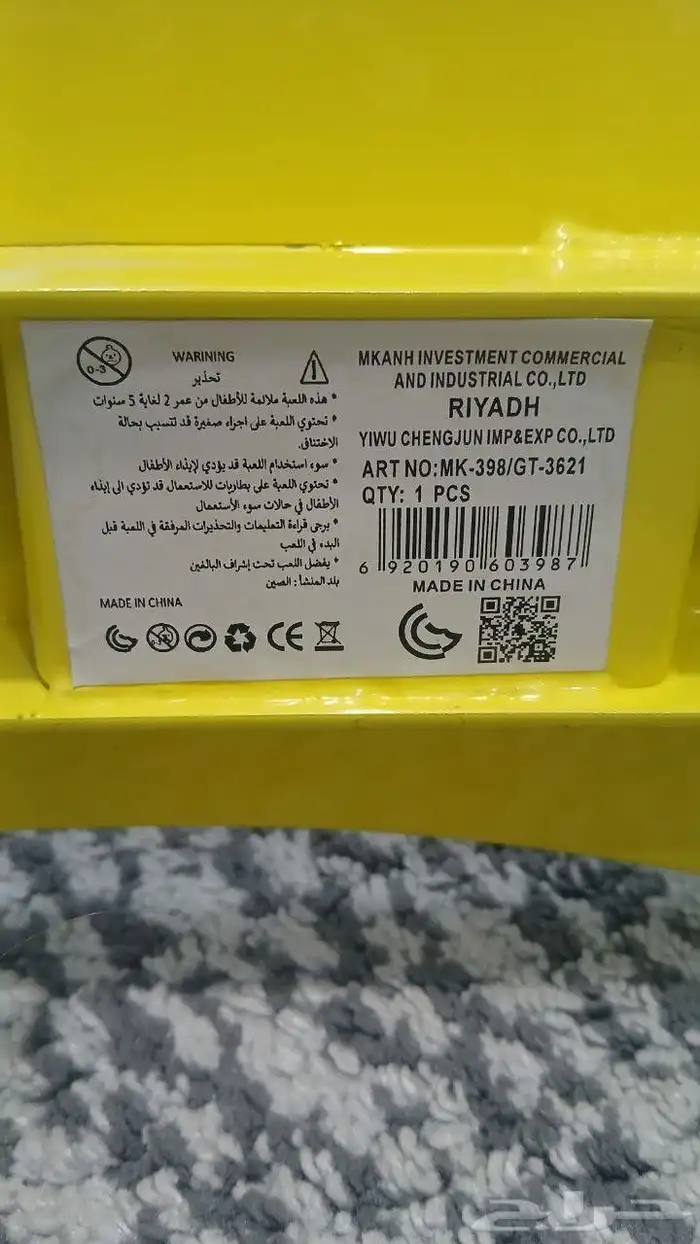 0-3
WARINING
تحذير
* هذه اللعبة ملائمة للأطفال من عمر 2 لغاية 5 سنوات
* تحتوي اللعبة على اجزاء صغيرة قد تتسبب بحالة
الاختناق.
* سوء استخدام اللعبة قد يؤدي لإيذاء الأطفال
* تحتوي اللعبة على بطاريات للاستعمال قد تؤدي الى إيذاء
الأطفال في حالات سوء الأستعمال
* يرجى قراءة التعليمات والتحذيرات المرفقة في اللعبة قبل
البدء في اللعب
* يفضل اللعب تحت إشراف البالغين
بلد المنشأ : الصين
MADE IN CHINA
CE
MKANH INVESTMENT COMMERCIAL
AND INDUSTRIAL CO.,LTD
RIYADH
YIWU CHENGJUN IMP&EXP CO.,LTD
ART NO:MK-398/GT-3621
QTY: 1 PCS
6 920190 603987
MADE IN CHINA
حراج